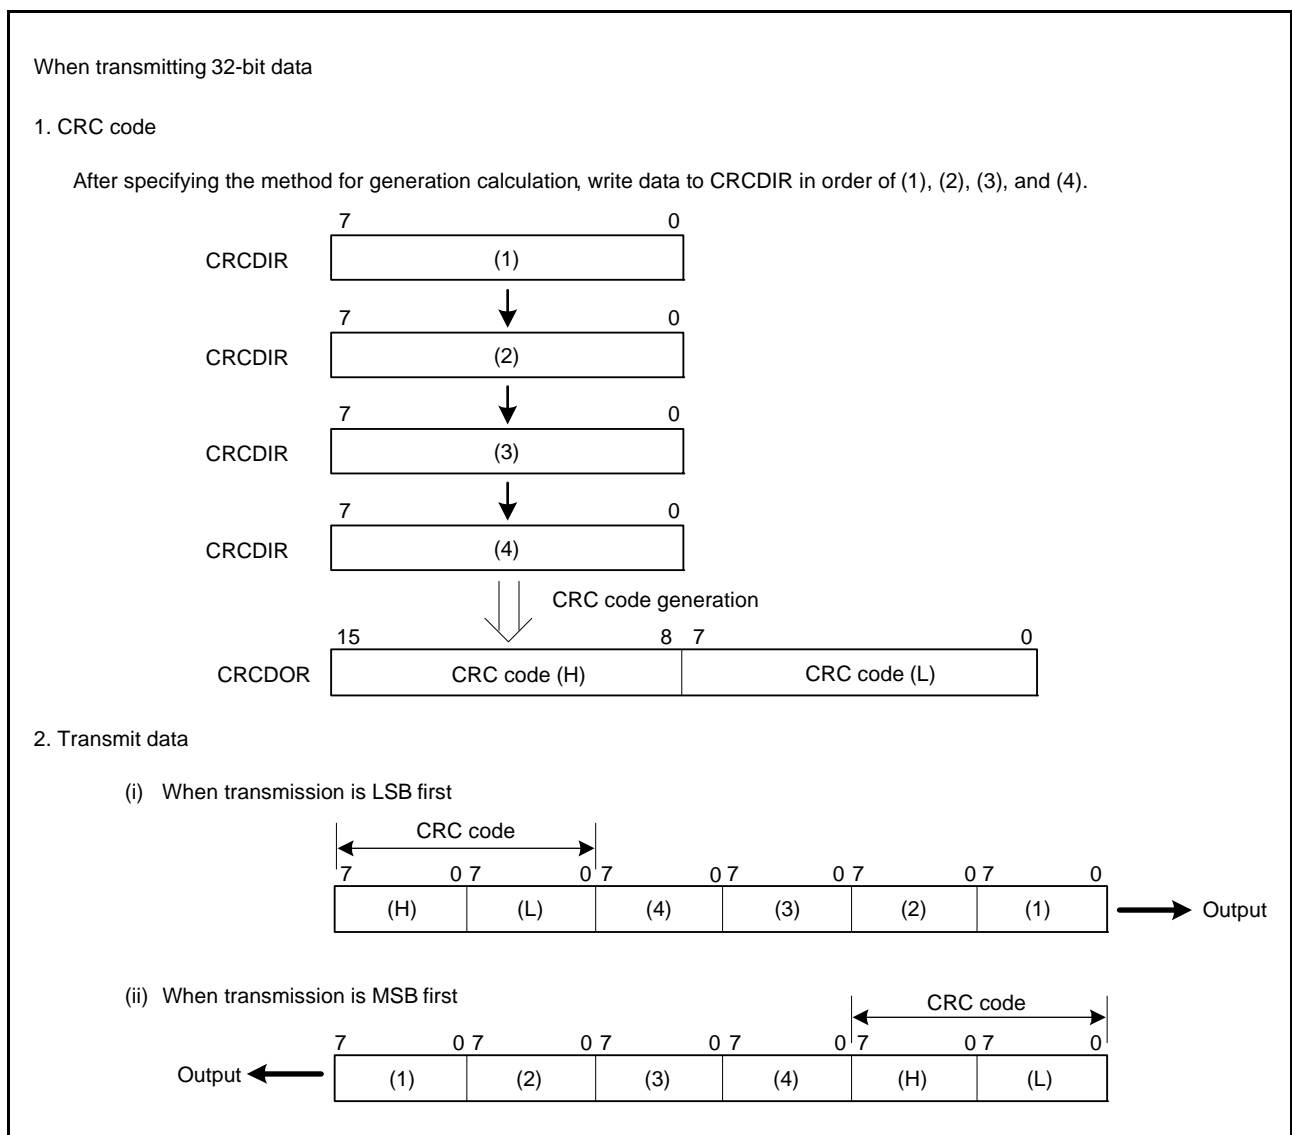 When transmitting 32-bit data
1. CRC code
After specifying the method for generation calculation, write data to CRCDIR in order of (1), (2), (3), and (4).
7 0
CRCDIR (1)
7 0
CRCDIR (2)
7 0
CRCDIR (3)
7 0
CRCDIR (4)
CRC code generation
15 8 7 0
CRCDOR CRC code (H) CRC code (L)
2. Transmit data
(i) When transmission is LSB first
CRC code
7 0 7 0 7 0 7 0 7 0 7 0
(H) (L) (4) (3) (2) (1) Output
(ii) When transmission is MSB first
CRC code
7 0 7 0 7 0 7 0 7 0 7 0
Output (1) (2) (3) (4) (H) (L)